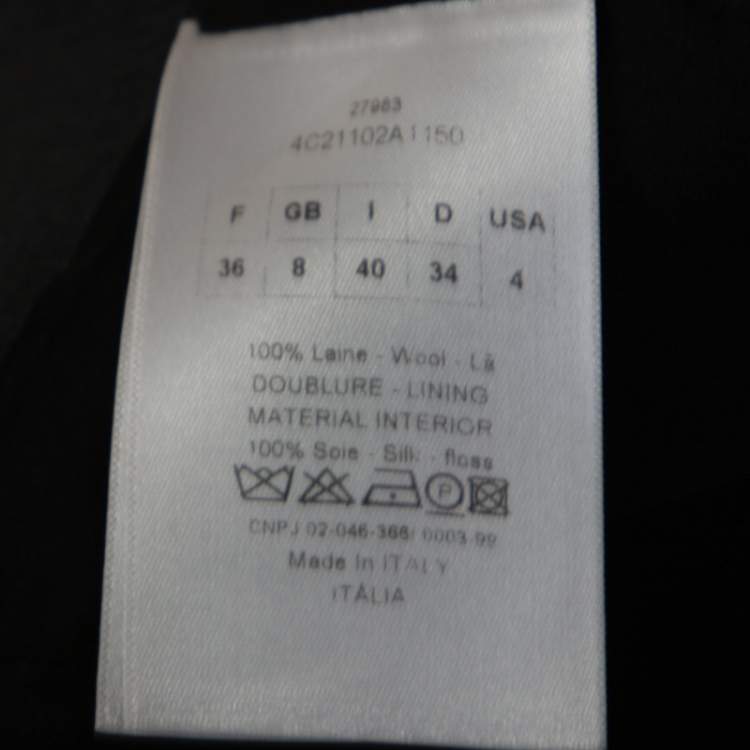 27983
4C21102A1150
F GB I D USA
36 8 40 34 4
100% Laine - Wool - Lã
DOUBLURE - LINING
MATERIAL INTERIOR
100% Soie - Silk - floss
P
CNPJ 02-046-366/ 0003-99
Made In ITALY
ITÁLIA